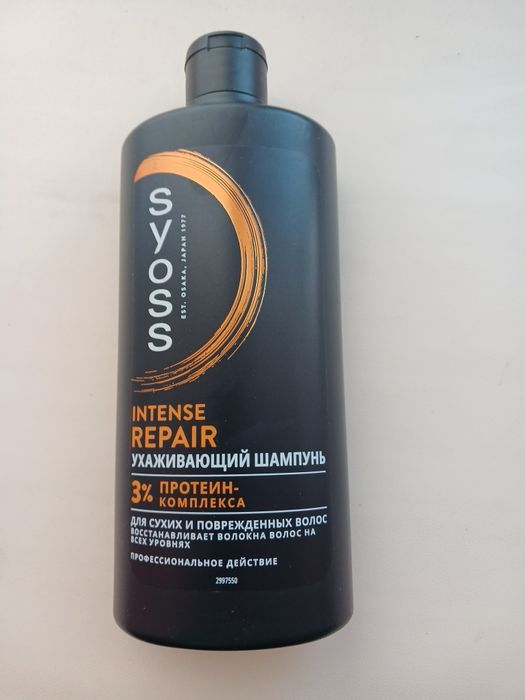 syoss
EST. OSAKA, JAPAN 1977
INTENSE
REPAIR
УХАЖИВАЮЩИЙ ШАМПУНЬ
3% ПРОТЕИН-
КОМПЛЕКСА
ДЛЯ СУХИХ И ПОВРЕЖДЕННЫХ ВОЛОС
ВОССТАНАВЛИВАЕТ ВОЛОКНА ВОЛОС НА
ВСЕХ УРОВНЯХ
ПРОФЕССИОНАЛЬНОЕ ДЕЙСТВИЕ
2997550